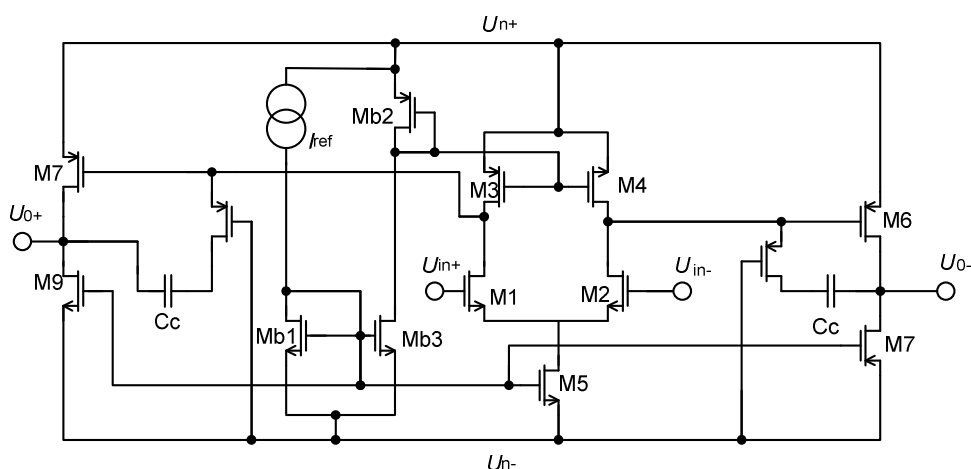 Un+
Mb2
Iref
M7
M3
M4
U0+
M6
Uin+
Uin-
U0-
M9
M1
M2
Cc
Cc
Mb1
Mb3
M7
M5
Un-